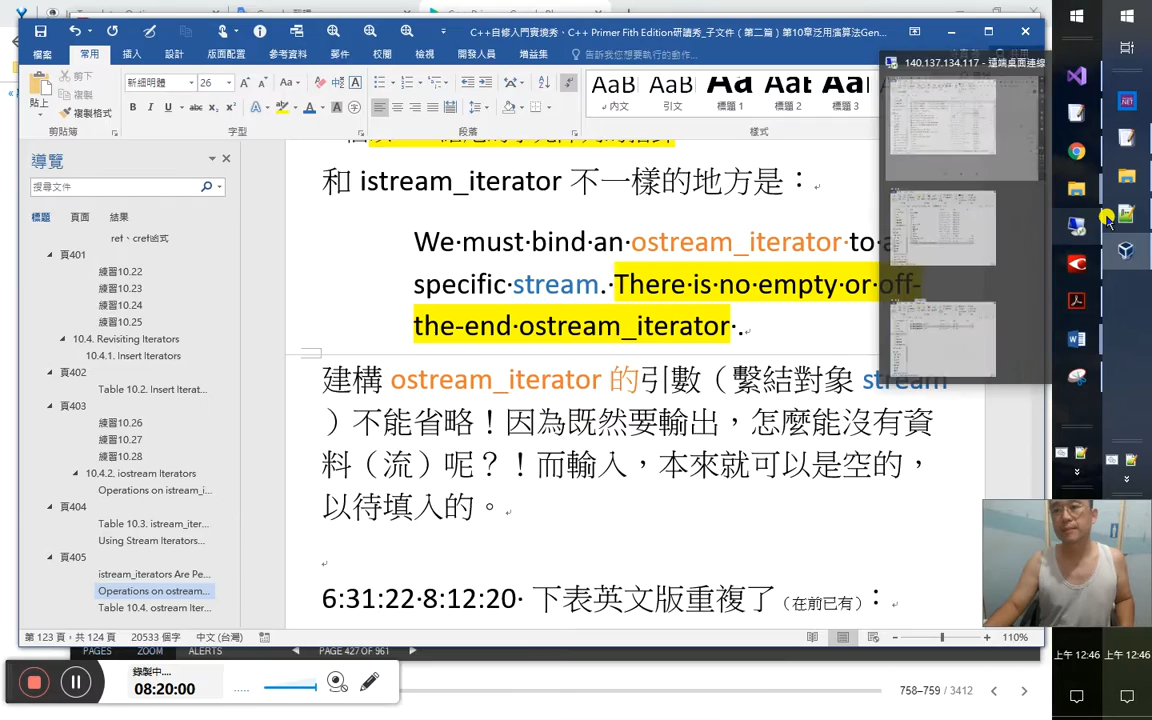 C++自修入門實境秀、C++ Primer Fith Edition研讀秀_子文件（第二篇）第10章泛用演算法Gen...
檔案 常用 插入 設計 版面配置 參考資料 郵件 校閱 檢視 開發人員 增益集 告訴我您想要執行的動作...
140.137.134.117 - 遠端桌面連線
貼上 剪下
複製
複製格式
新細明體 26
AaB AaB Aa Aat AaB
內文 引文 標題 1 標題 2 標題 3
剪貼簿 字型 段落 樣式
導覽
搜尋文件
標題 頁面 結果
ref、cref函式
頁401
練習10.22
練習10.23
練習10.24
練習10.25
10.4. Revisiting Iterators
10.4.1. Insert Iterators
頁402
Table 10.2. Insert Iterat...
頁403
練習10.26
練習10.27
練習10.28
10.4.2. iostream Iterators
Operations on istream_i...
頁404
Table 10.3. istream_iter...
Using Stream Iterators...
頁405
istream_iterators Are Pe...
Operations on ostream...
Table 10.4. ostream Iter...
和 istream_iterator 不一樣的地方是：
We must bind an ostream_iterator to a
specific stream. There is no empty or off-
the-end ostream_iterator .
建構 ostream_iterator 的引數（繫結對象 stream
）不能省略！因為既然要輸出，怎麼能沒有資
料（流）呢？！而輸入，本來就可以是空的，
以待填入的。
6:31:22 8:12:20 下表英文版重複了（在前已有）：
第 123 頁，共 124 頁 20533 個字 中文 (台灣) 110%
PAGES ZOOM ALERTS PAGE 427 OF 961
錄製中...
08:20:00
758–759 / 3412
上午 12:46 上午 12:46